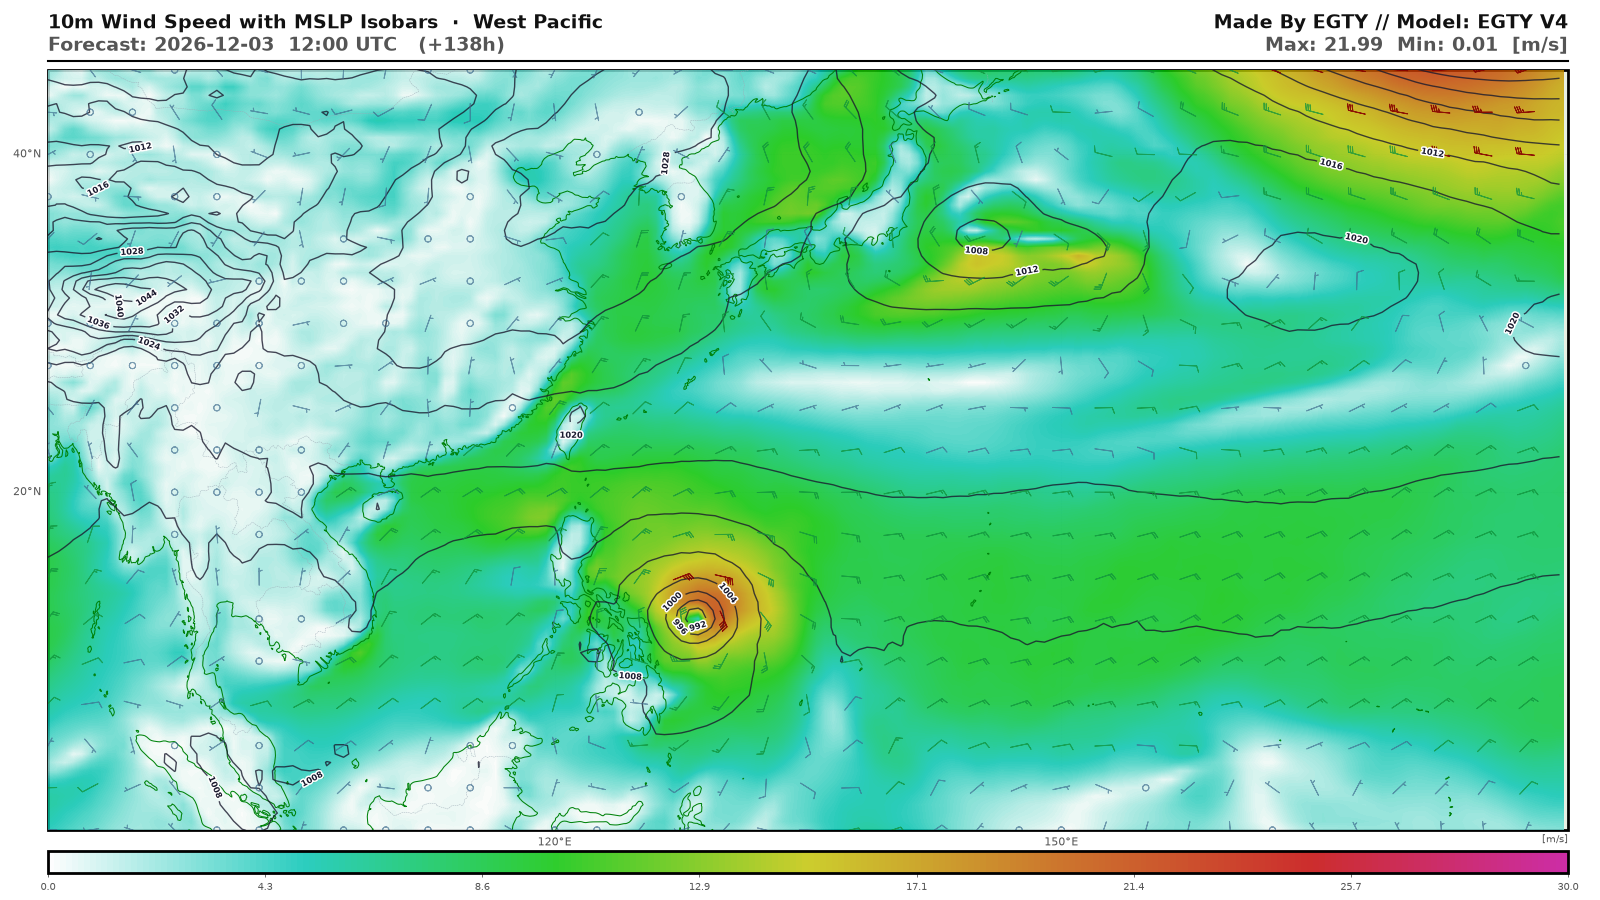 10m Wind Speed with MSLP Isobars · West Pacific
Made By EGTY // Model: EGTY V4
Forecast: 2026-12-03 12:00 UTC (+138h)
Max: 21.99 Min: 0.01 [m/s]
1012
1016
1028
1044
1040
1032
1036
1024
1028
1008
1012
1016
1012
1020
1020
1020
1000
1004
996
992
1008
1008
1008
40°N
20°N
120°E
150°E
[m/s]
0.0 4.3 8.6 12.9 17.1 21.4 25.7 30.0